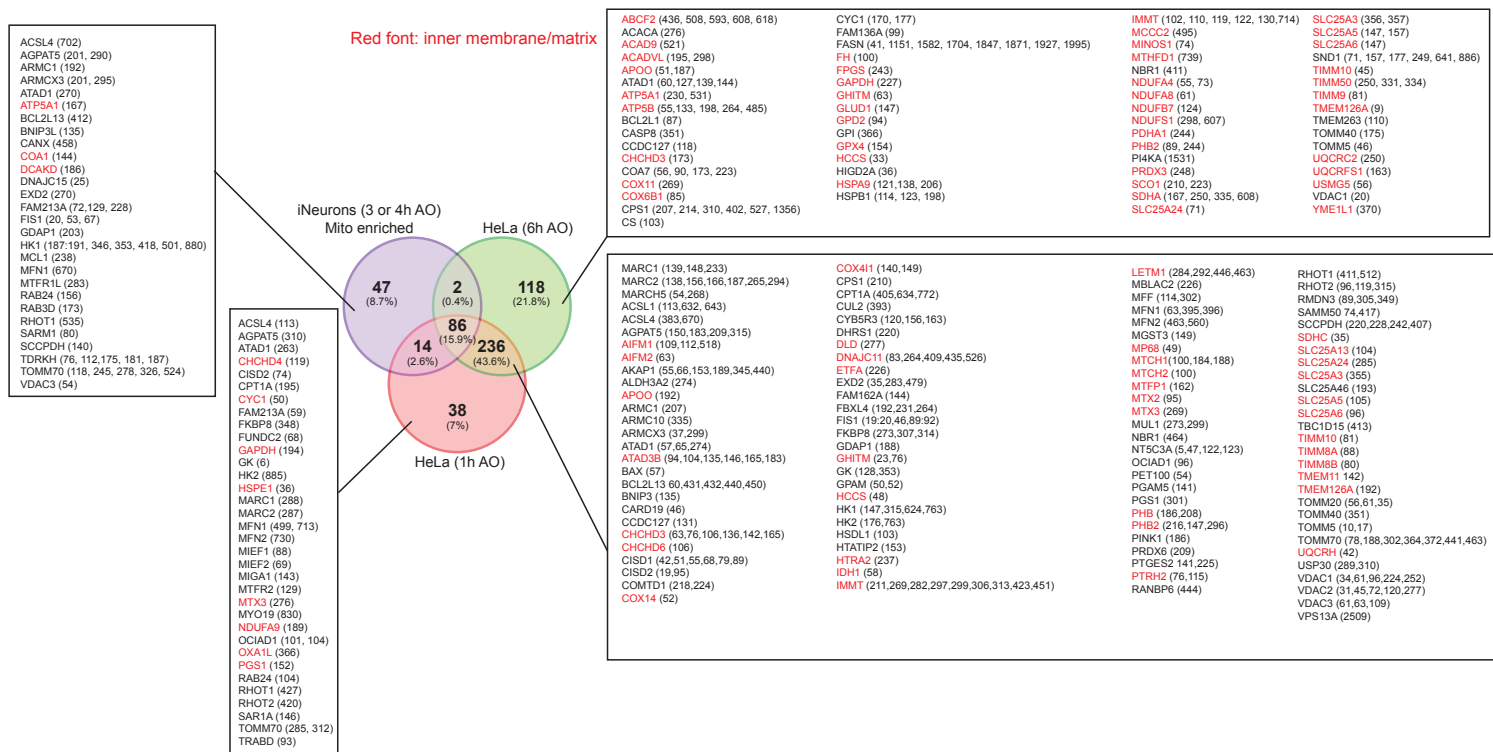 ACSL4 (702)
AGPAT5 (201, 290)
ARMC1 (192)
ARMCX3 (201, 295)
ATAD1 (270)
ATP5A1 (167)
BCL2L13 (412)
BNIP3L (135)
CANX (458)
COA1 (144)
DCAKD (186)
DNAJC15 (25)
EXD2 (270)
FAM213A (72,129, 228)
FIS1 (20, 53, 67)
GDAP1 (203)
HK1 (187:191, 346, 353, 418, 501, 880)
MCL1 (238)
MFN1 (670)
MTFR1L (283)
RAB24 (156)
RAB3D (173)
RHOT1 (535)
SARM1 (80)
SCCPDH (140)
TDRKH (76, 112,175, 181, 187)
TOMM70 (118, 245, 278, 326, 524)
VDAC3 (54)
Red font: inner membrane/matrix
iNeurons (3 or 4h AO)
Mito enriched
HeLa (6h AO)
47
(8.7%)
2
(0.4%)
118
(21.8%)
86
(15.9%)
14
(2.6%)
236
(43.6%)
38
(7%)
HeLa (1h AO)
ACSL4 (113)
AGPAT5 (310)
ATAD1 (263)
CHCHD4 (119)
CISD2 (74)
CPT1A (195)
CYC1 (50)
FAM213A (59)
FKBP8 (348)
FUNDC2 (68)
GAPDH (194)
GK (6)
HK2 (885)
HSPE1 (36)
MARC1 (288)
MARC2 (287)
MFN1 (499, 713)
MFN2 (730)
MIEF1 (88)
MIEF2 (69)
MIGA1 (143)
MTFR2 (129)
MTX3 (276)
MYO19 (830)
NDUFA9 (189)
OCIAD1 (101, 104)
OXA1L (366)
PGS1 (152)
RAB24 (104)
RHOT1 (427)
RHOT2 (420)
SAR1A (146)
TOMM70 (285, 312)
TRABD (93)
ABCF2 (436, 508, 593, 608, 618)
ACACA (276)
ACAD9 (521)
ACADVL (195, 298)
APOO (51,187)
ATAD1 (60,127,139,144)
ATP5A1 (230, 531)
ATP5B (55,133, 198, 264, 485)
BCL2L1 (87)
CASP8 (351)
CCDC127 (118)
CHCHD3 (173)
COA7 (56, 90, 173, 223)
COX11 (269)
COX6B1 (85)
CPS1 (207, 214, 310, 402, 527, 1356)
CS (103)
CYC1 (170, 177)
FAM136A (99)
FASN (41, 1151, 1582, 1704, 1847, 1871, 1927, 1995)
FH (100)
FPGS (243)
GAPDH (227)
GHITM (63)
GLUD1 (147)
GPD2 (94)
GPI (366)
GPX4 (154)
HCCS (33)
HIGD2A (36)
HSPA9 (121,138, 206)
HSPB1 (114, 123, 198)
IMMT (102, 110, 119, 122, 130,714)
MCCC2 (495)
MINOS1 (74)
MTHFD1 (739)
NBR1 (411)
NDUFA4 (55, 73)
NDUFA8 (61)
NDUFB7 (124)
NDUFS1 (298, 607)
PDHA1 (244)
PHB2 (89, 244)
PI4KA (1531)
PRDX3 (248)
SCO1 (210, 223)
SDHA (167, 250, 335, 608)
SLC25A24 (71)
SLC25A3 (356, 357)
SLC25A5 (147, 157)
SLC25A6 (147)
SND1 (71, 157, 177, 249, 641, 886)
TIMM10 (45)
TIMM50 (250, 331, 334)
TIMM9 (81)
TMEM126A (9)
TMEM263 (110)
TOMM40 (175)
TOMM5 (46)
UQCRC2 (250)
UQCRFS1 (163)
USMG5 (56)
VDAC1 (20)
YME1L1 (370)
MARC1 (139,148,233)
MARC2 (138,156,166,187,265,294)
MARCH5 (54,268)
ACSL1 (113,632, 643)
ACSL4 (383,670)
AGPAT5 (150,183,209,315)
AIFM1 (109,112,518)
AIFM2 (63)
AKAP1 (55,66,153,189,345,440)
ALDH3A2 (274)
APOO (192)
ARMC1 (207)
ARMC10 (335)
ARMCX3 (37,299)
ATAD1 (57,65,274)
ATAD3B (94,104,135,146,165,183)
BAX (57)
BCL2L13 60,431,432,440,450)
BNIP3 (135)
CARD19 (46)
CCDC127 (131)
CHCHD3 (63,76,106,136,142,165)
CHCHD6 (106)
CISD1 (42,51,55,68,79,89)
CISD2 (19,95)
COMTD1 (218,224)
COX14 (52)
COX4I1 (140,149)
CPS1 (210)
CPT1A (405,634,772)
CUL2 (393)
CYB5R3 (120,156,163)
DHRS1 (220)
DLD (277)
DNAJC11 (83,264,409,435,526)
ETFA (226)
EXD2 (35,283,479)
FAM162A (144)
FBXL4 (192,231,264)
FIS1 (19:20,46,89:92)
FKBP8 (273,307,314)
GDAP1 (188)
GHITM (23,76)
GK (128,353)
GPAM (50,52)
HCCS (48)
HK1 (147,315,624,763)
HK2 (176,763)
HSDL1 (103)
HTATIP2 (153)
HTRA2 (237)
IDH1 (58)
IMMT (211,269,282,297,299,306,313,423,451)
LETM1 (284,292,446,463)
MBLAC2 (226)
MFF (114,302)
MFN1 (63,395,396)
MFN2 (463,560)
MGST3 (149)
MP68 (49)
MTCH1(100,184,188)
MTCH2 (100)
MTFP1 (162)
MTX2 (95)
MTX3 (269)
MUL1 (273,299)
NBR1 (464)
NT5C3A (5,47,122,123)
OCIAD1 (96)
PET100 (54)
PGAM5 (141)
PGS1 (301)
PHB (186,208)
PHB2 (216,147,296)
PINK1 (186)
PRDX6 (209)
PTGES2 141,225)
PTRH2 (76,115)
RANBP6 (444)
RHOT1 (411,512)
RHOT2 (96,119,315)
RMDN3 (89,305,349)
SAMM50 74,417)
SCCPDH (220,228,242,407)
SDHC (35)
SLC25A13 (104)
SLC25A24 (285)
SLC25A3 (355)
SLC25A46 (193)
SLC25A5 (105)
SLC25A6 (96)
TBC1D15 (413)
TIMM10 (81)
TIMM8A (88)
TIMM8B (80)
TMEM11 142)
TMEM126A (192)
TOMM20 (56,61,35)
TOMM40 (351)
TOMM5 (10,17)
TOMM70 (78,188,302,364,372,441,463)
UQCRH (42)
USP30 (289,310)
VDAC1 (34,61,96,224,252)
VDAC2 (31,45,72,120,277)
VDAC3 (61,63,109)
VPS13A (2509)